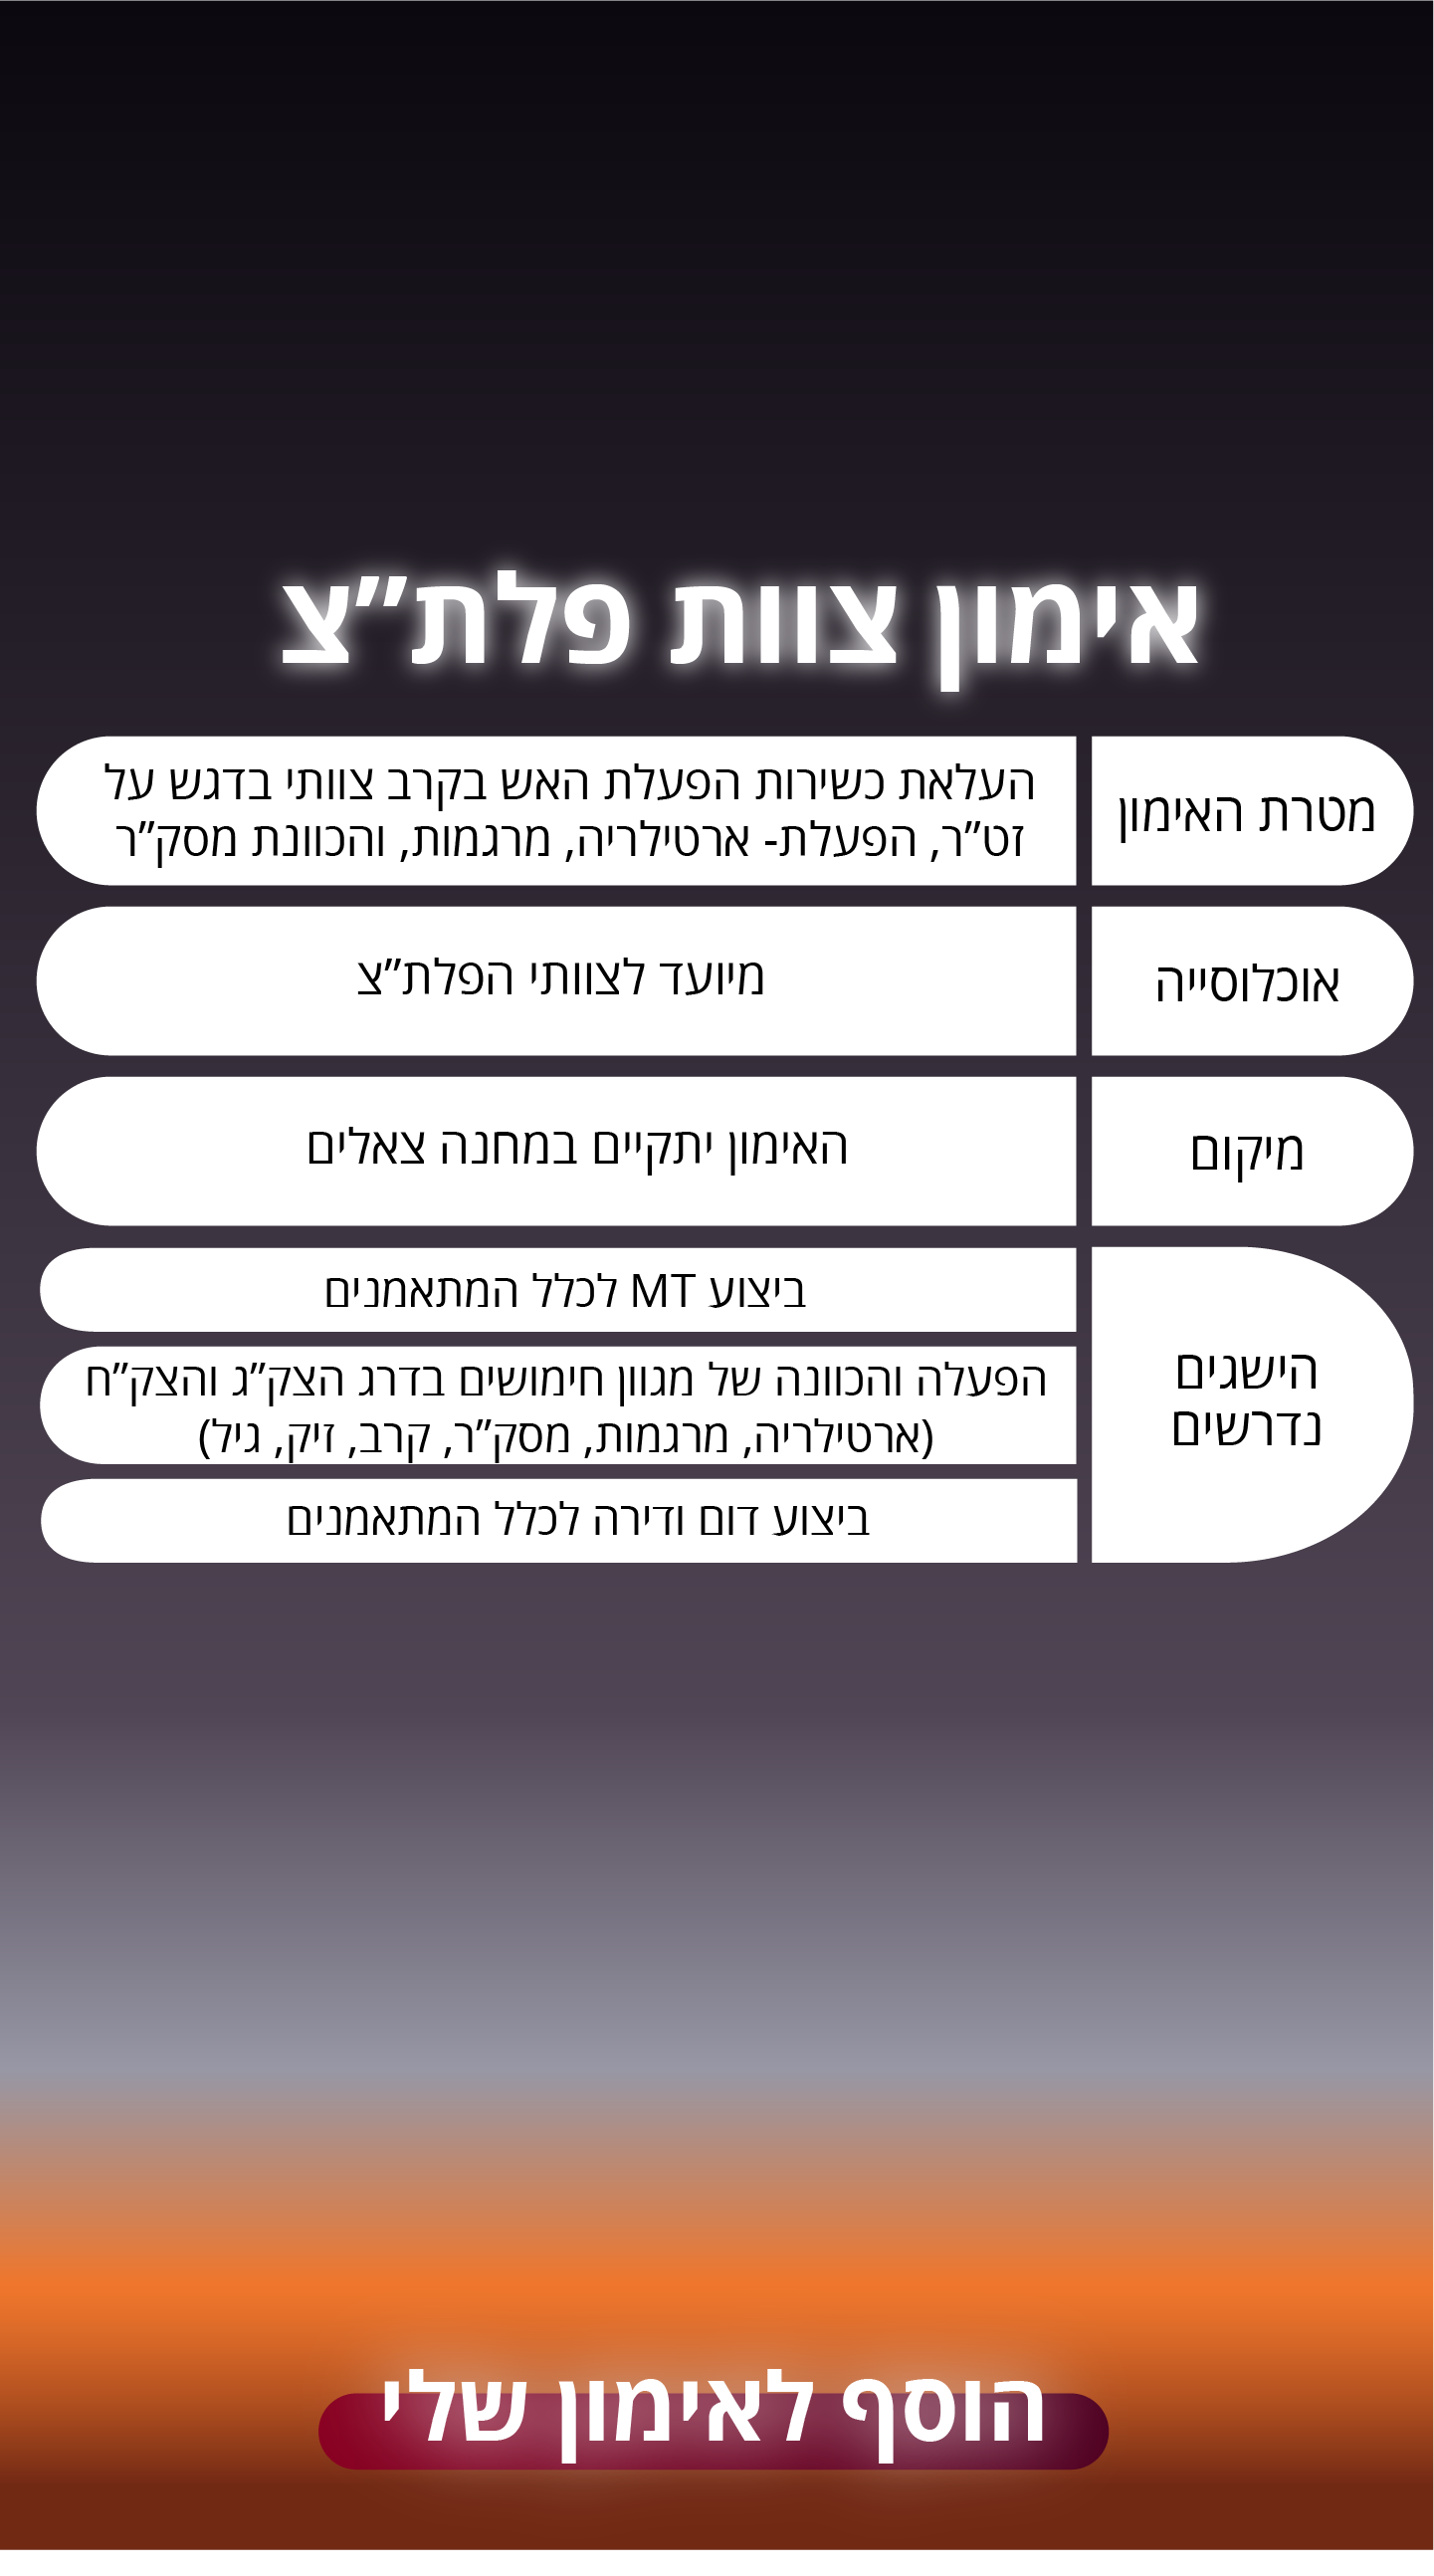 אימון צוות פלת״צ
מטרת האימון
העלאת כשירות הפעלת האש בקרב צוותי בדגש על
זט״ר, הפעלת- ארטילריה, מרגמות, והכוונת מסק״ר
אוכלוסייה
מיועד לצוותי הפלת״צ
מיקום
האימון יתקיים במחנה צאלים
הישגים
נדרשים
ביצוע MT לכלל המתאמנים
הפעלה והכוונה של מגוון חימושים בדרג הצק״ג והצק״ח
(ארטילריה, מרגמות, מסק״ר, קרב, זיק, גיל)
ביצוע דום ודירה לכלל המתאמנים
הוסף לאימון שלי